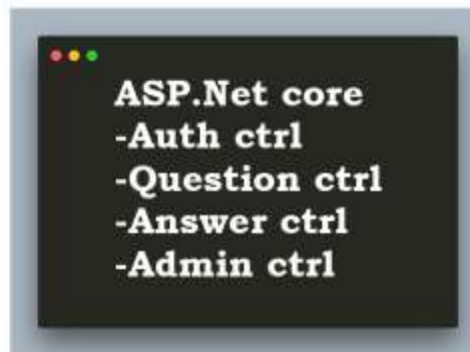 ASP.Net core
-Auth ctrl
-Question ctrl
-Answer ctrl
-Admin ctrl